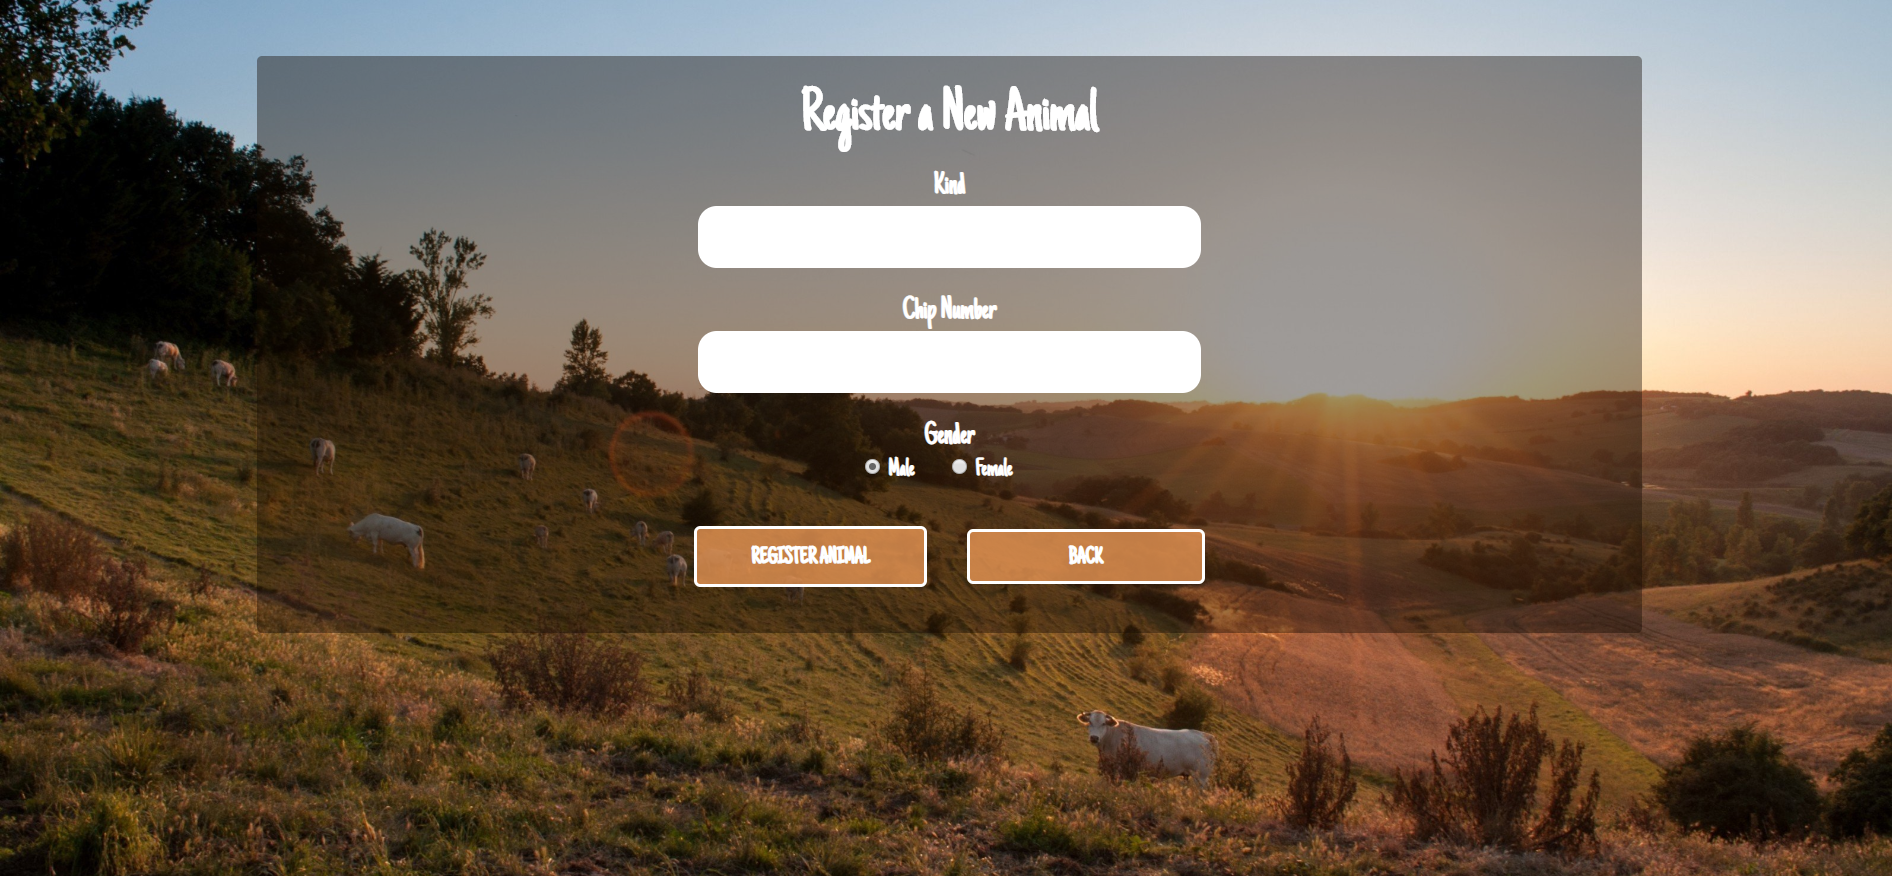 Register a New Animal
Kind
Chip Number
Gender
Male Female
REGISTER ANIMAL BACK